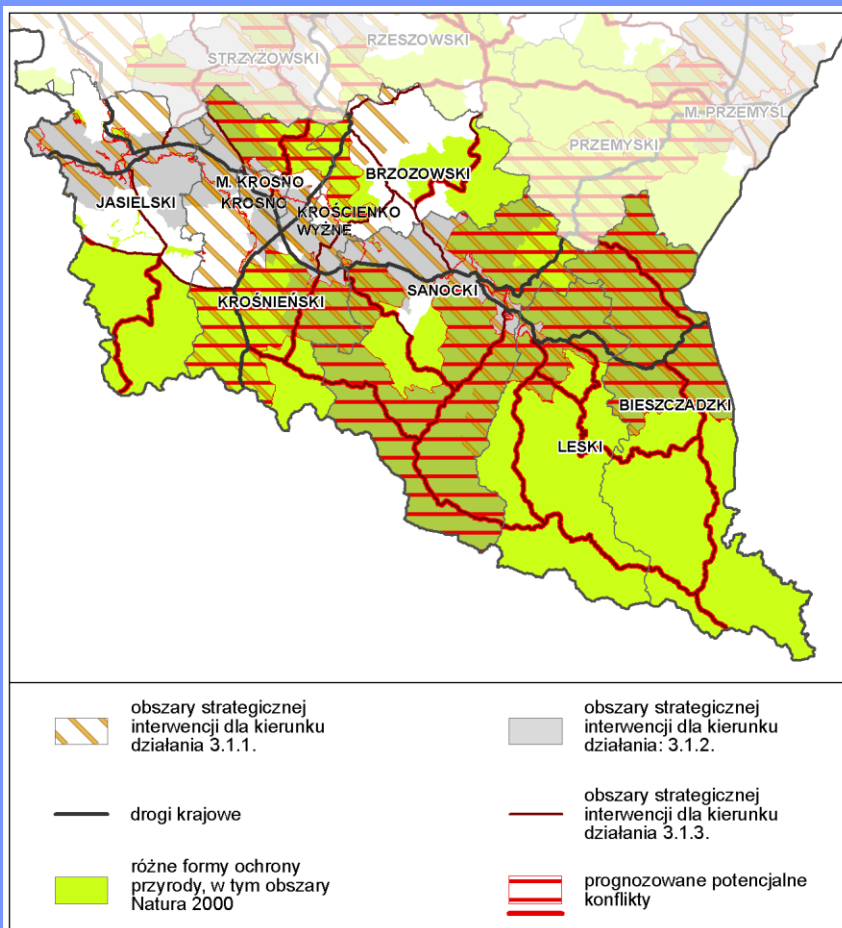 RZESZOWSKI
STRZYŻOWSKI
M. PRZEMYŚL
PRZEMYSKI
BRZOZOWSKI
M. KROSNO
JASIELSKI
KROSNO
KROŚCIENKO
WYŻNE
SANOCKI
KROŚNIEŃSKI
BIESZCZADZKI
LESKI
obszary strategicznej
interwencji dla kierunku
działania 3.1.1.
obszary strategicznej
interwencji dla kierunku
działania: 3.1.2.
drogi krajowe
obszary strategicznej
interwencji dla kierunku
działania 3.1.3.
różne formy ochrony
przyrody, w tym obszary
Natura 2000
prognozowane potencjalne
konflikty